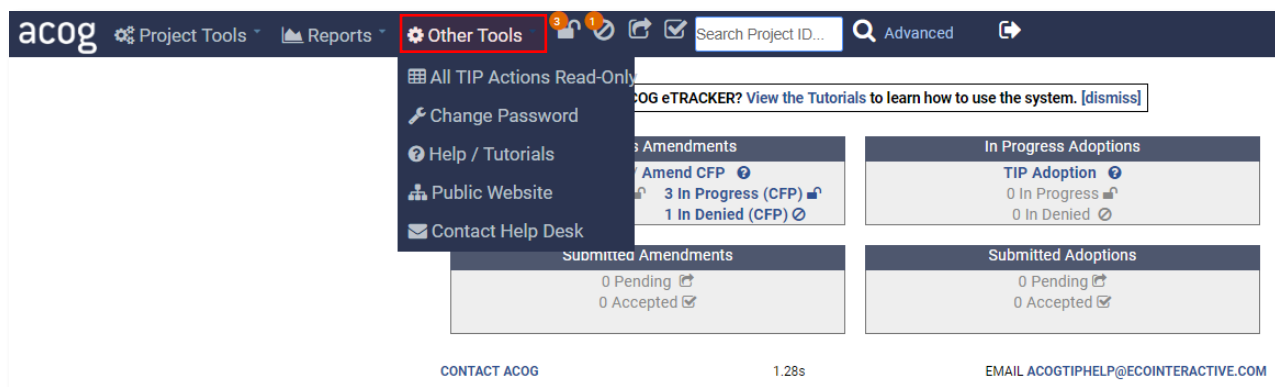 acog Project Tools Reports Other Tools 3 1 Search Project ID... Advanced
All TIP Actions Read-Only
Change Password
Help / Tutorials
Public Website
Contact Help Desk
COG eTRACKER? View the Tutorials to learn how to use the system. [dismiss]
s Amendments
Amend CFP
3 In Progress (CFP)
1 In Denied (CFP)
In Progress Adoptions
TIP Adoption
0 In Progress
0 In Denied
Submitted Amendments
0 Pending
0 Accepted
Submitted Adoptions
0 Pending
0 Accepted
CONTACT ACOG 1.28s EMAIL ACOGTIPHELP@ECOINTERACTIVE.COM